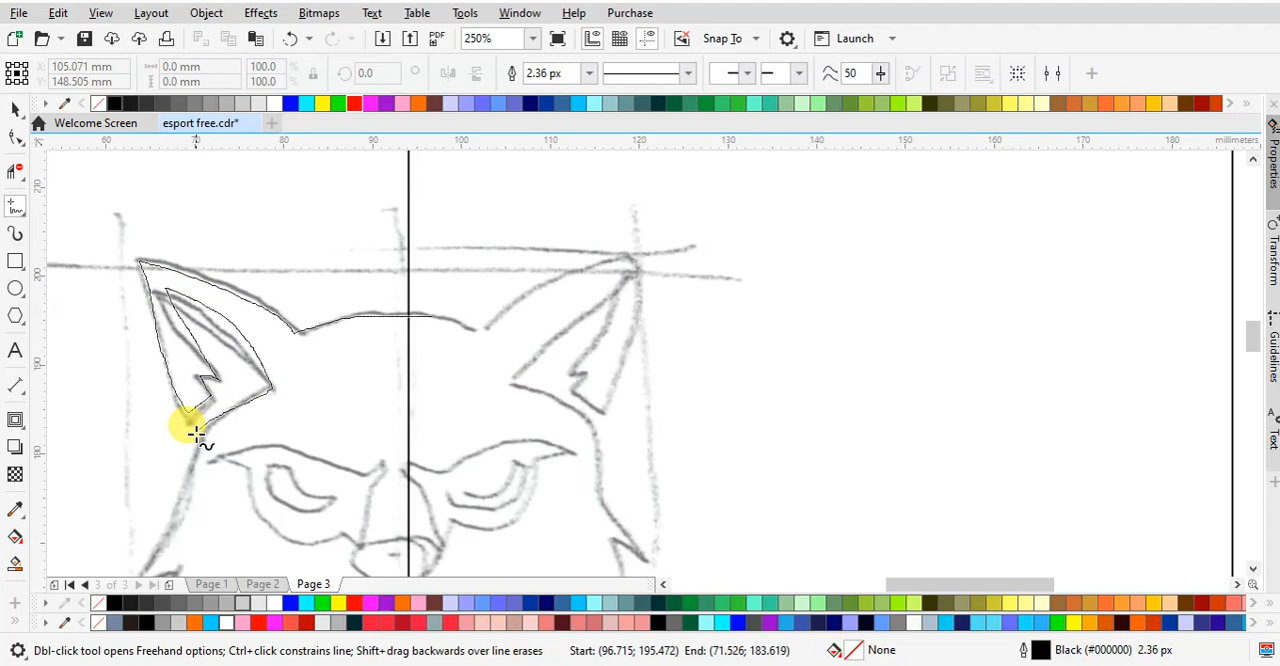 File Edit View Layout Object Effects Bitmaps Text Table Tools Window Help Purchase
PDF 250% Snap To Launch
X: 105.071 mm 0.0 mm 100.0 % 0.0 ° 2.36 px 50
Y: 148.505 mm 0.0 mm 100.0 %
Welcome Screen esport free.cdr*
60 70 80 90 100 110 120 130 140 150 160 170 180 millimeters
210
200
190
180
Properties
Transform
Guidelines
Text
3 of 3 Page 1 Page 2 Page 3
Dbl-click tool opens Freehand options; Ctrl+click constrains line; Shift+drag backwards over line erases Start: (96.715; 195.472) End: (71.526; 183.619) None Black (#000000) 2.36 px